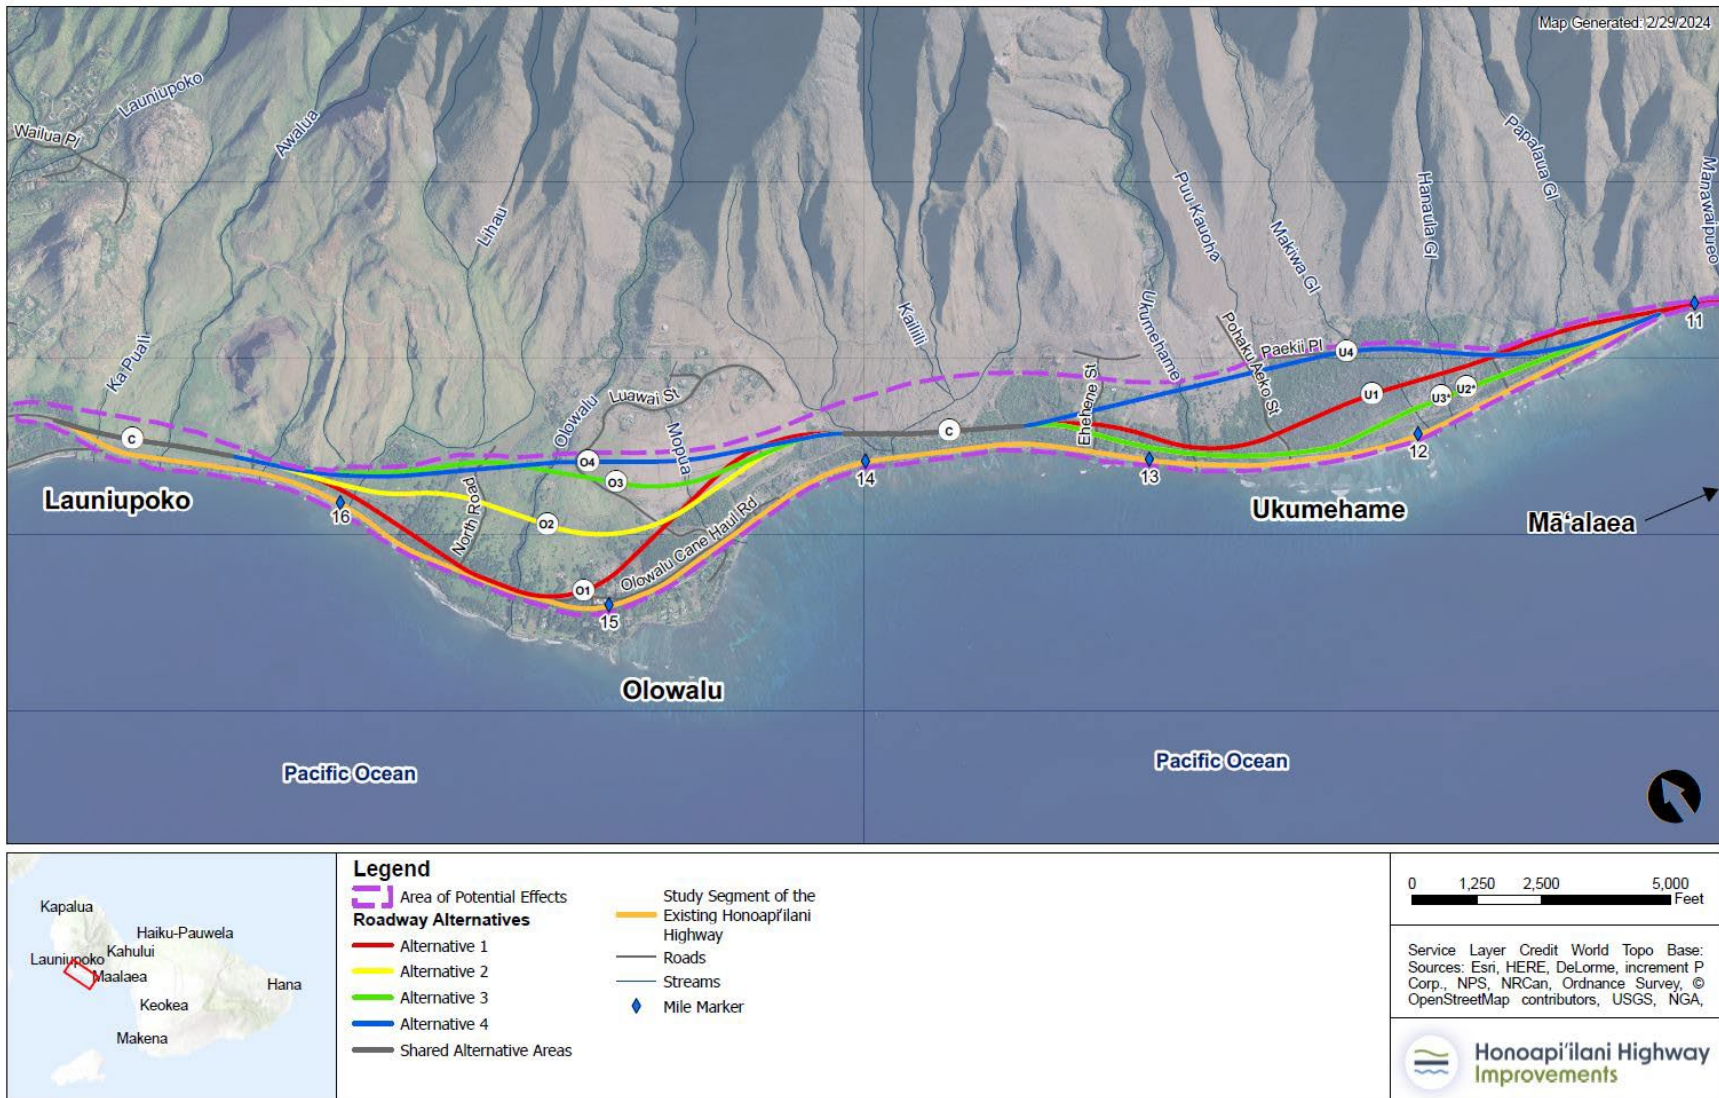 Map Generated: 2/29/2024
Launiupoko
Wailua Pl
Awalua
Lihau
Ka Puali
Olowalu
Luawai St
Mopua
Kailiili
Ukumehame
Puu Kauoha
Makiwa Gl
Hanaula Gl
Papalaua Gl
Manawaipueo
Pohaku Aeko St
Paekii Pl
Ehehene St
North Road
Olowalu Cane Haul Rd
C
O4
O3
O2
O1
C
U4
U1
U3*
U2*
11
12
13
14
15
16
Launiupoko
Olowalu
Ukumehame
Mā‘alaea
Pacific Ocean
Pacific Ocean
Kapalua
Haiku-Pauwela
Kahului
Launiupoko
Maalaea
Hana
Keokea
Makena
Legend
Area of Potential Effects
Roadway Alternatives
Alternative 1
Alternative 2
Alternative 3
Alternative 4
Shared Alternative Areas
Study Segment of the
Existing Honoapi‘ilani
Highway
Roads
Streams
Mile Marker
0 1,250 2,500 5,000
Feet
Service Layer Credit World Topo Base:
Sources: Esri, HERE, DeLorme, increment P
Corp., NPS, NRCan, Ordnance Survey, ©
OpenStreetMap contributors, USGS, NGA,
Honoapi‘ilani Highway
Improvements